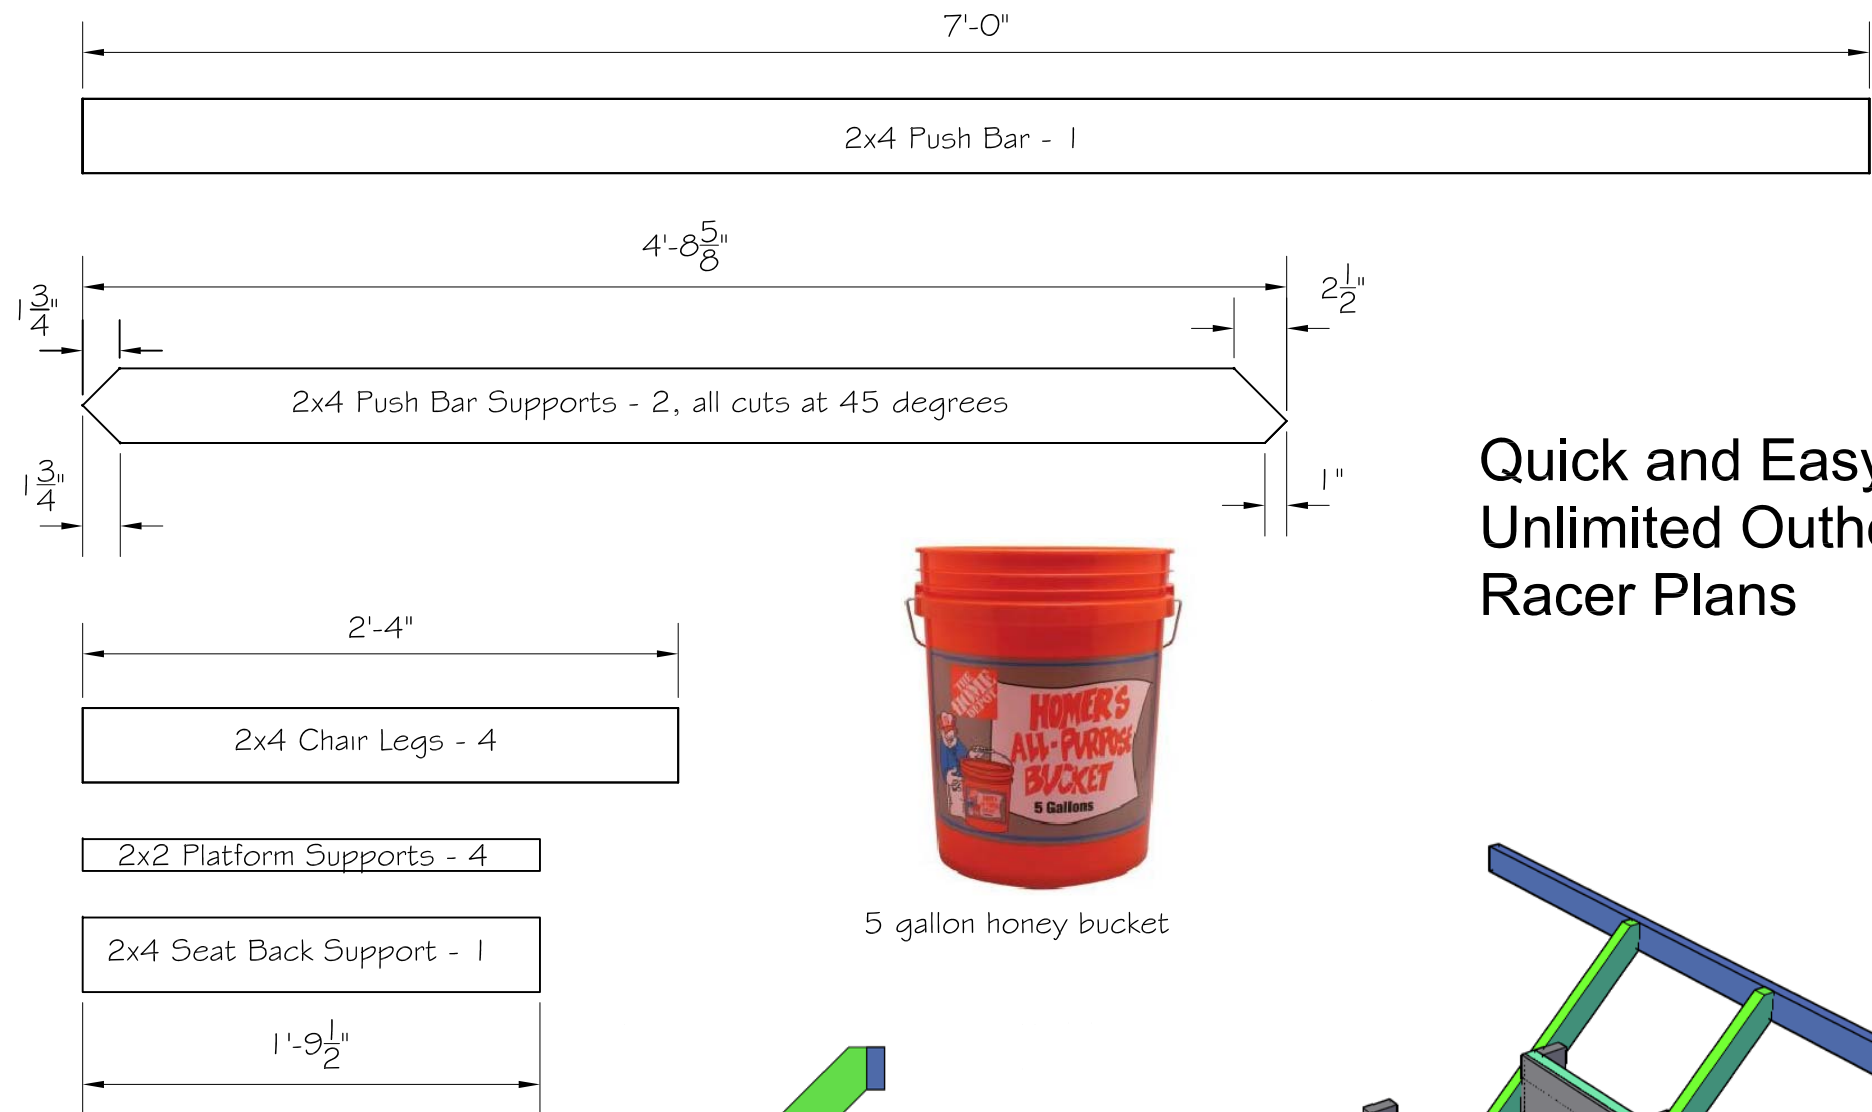 7'-0"
2x4 Push Bar - 1
4'-8 5/8"
1 3/4"
2 1/2"
2x4 Push Bar Supports - 2, all cuts at 45 degrees
1 3/4"
1"
Quick and Easy
Unlimited
Racer Plans
2'-4"
2x4 Chair Legs - 4
THE
HOME
DEPOT
HOMER'S
ALL-PURPOSE
BUCKET
5 Gallons
2x2 Platform Supports - 4
5 gallon honey bucket
2x4 Seat Back Support - 1
1'-9 1/2"